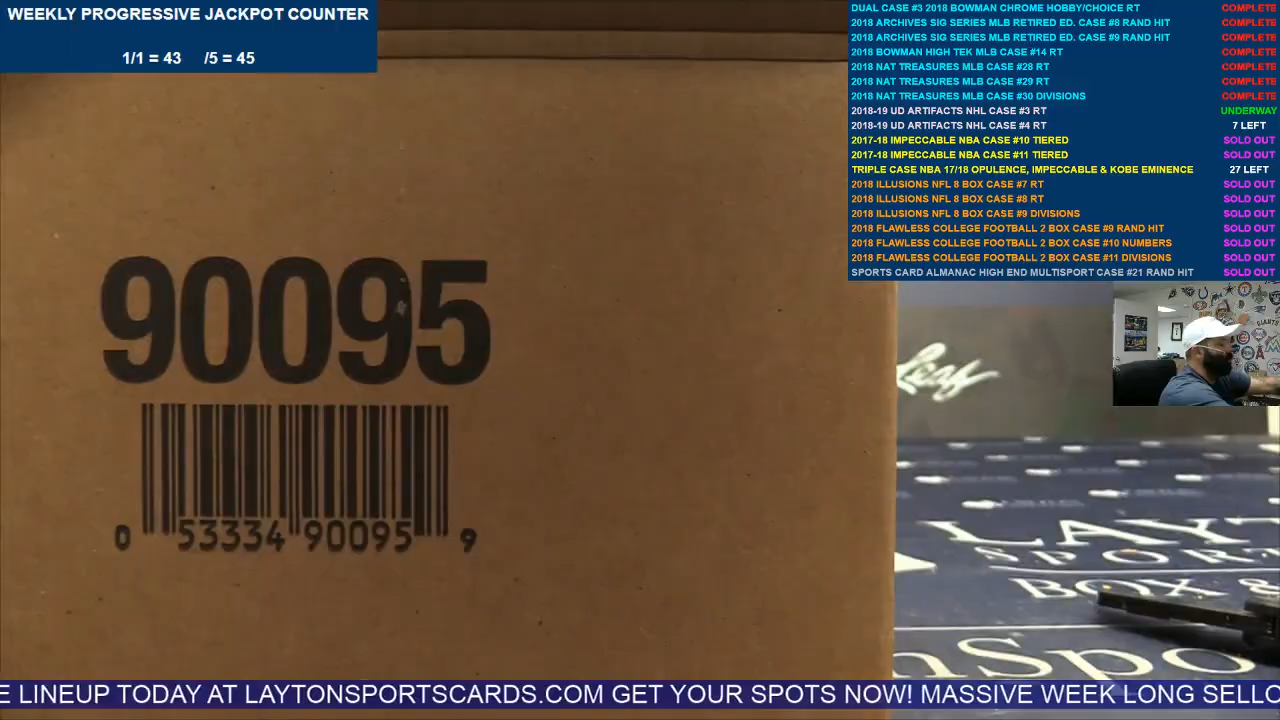 WEEKLY PROGRESSIVE JACKPOT COUNTER
1/1 = 43 /5 = 45
DUAL CASE #3 2018 BOWMAN CHROME HOBBY/CHOICE RT COMPLETE
2018 ARCHIVES SIG SERIES MLB RETIRED ED. CASE #8 RAND HIT COMPLETE
2018 ARCHIVES SIG SERIES MLB RETIRED ED. CASE #9 RAND HIT COMPLETE
2018 BOWMAN HIGH TEK MLB CASE #14 RT COMPLETE
2018 NAT TREASURES MLB CASE #28 RT COMPLETE
2018 NAT TREASURES MLB CASE #29 RT COMPLETE
2018 NAT TREASURES MLB CASE #30 DIVISIONS COMPLETE
2018-19 UD ARTIFACTS NHL CASE #3 RT UNDERWAY
2018-19 UD ARTIFACTS NHL CASE #4 RT 7 LEFT
2017-18 IMPECCABLE NBA CASE #10 TIERED SOLD OUT
2017-18 IMPECCABLE NBA CASE #11 TIERED SOLD OUT
TRIPLE CASE NBA 17/18 OPULENCE, IMPECCABLE & KOBE EMINENCE 27 LEFT
2018 ILLUSIONS NFL 8 BOX CASE #7 RT SOLD OUT
2018 ILLUSIONS NFL 8 BOX CASE #8 RT SOLD OUT
2018 ILLUSIONS NFL 8 BOX CASE #9 DIVISIONS SOLD OUT
2018 FLAWLESS COLLEGE FOOTBALL 2 BOX CASE #9 RAND HIT SOLD OUT
2018 FLAWLESS COLLEGE FOOTBALL 2 BOX CASE #10 NUMBERS SOLD OUT
2018 FLAWLESS COLLEGE FOOTBALL 2 BOX CASE #11 DIVISIONS SOLD OUT
SPORTS CARD ALMANAC HIGH END MULTISPORT CASE #21 RAND HIT SOLD OUT
90095
0 53334 90095 9
Leaf
LAYT
SPORT
BOX &
nSpo
E LINEUP TODAY AT LAYTONSPORTSCARDS.COM GET YOUR SPOTS NOW! MASSIVE WEEK LONG SELLO